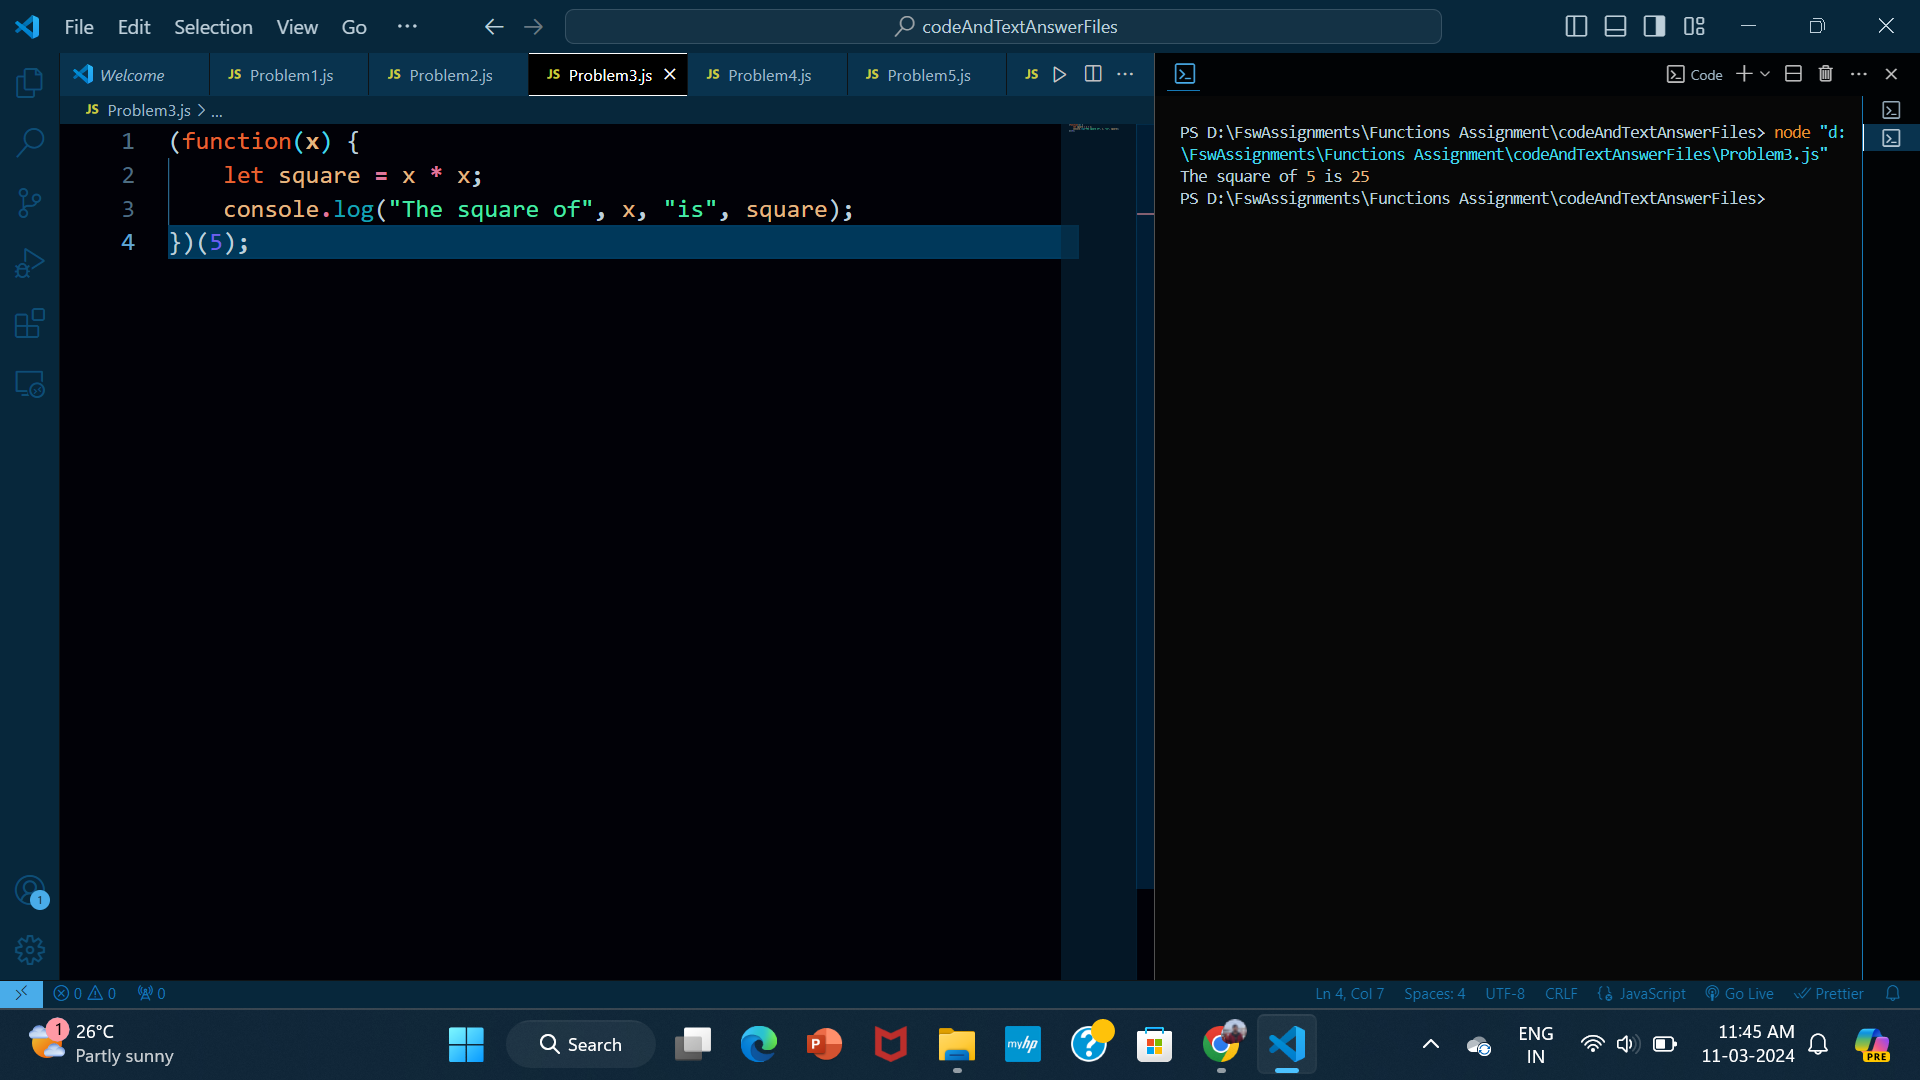 File Edit Selection View Go ···
codeAndTextAnswerFiles
Welcome
JS Problem1.js
JS Problem2.js
JS Problem3.js
JS Problem4.js
JS Problem5.js
JS
Code
JS Problem3.js > ...
1 (function(x) {
2 let square = x * x;
3 console.log("The square of", x, "is", square);
4 })(5);
PS D:\FswAssignments\Functions Assignment\codeAndTextAnswerFiles> node "d:
\FswAssignments\Functions Assignment\codeAndTextAnswerFiles\Problem3.js"
The square of 5 is 25
PS D:\FswAssignments\Functions Assignment\codeAndTextAnswerFiles>
1
0 0 0
Ln 4, Col 7 Spaces: 4 UTF-8 CRLF {} JavaScript Go Live Prettier
1
26°C
Partly sunny
Search
P
myhp
?
ENG
IN
11:45 AM
11-03-2024
PRE